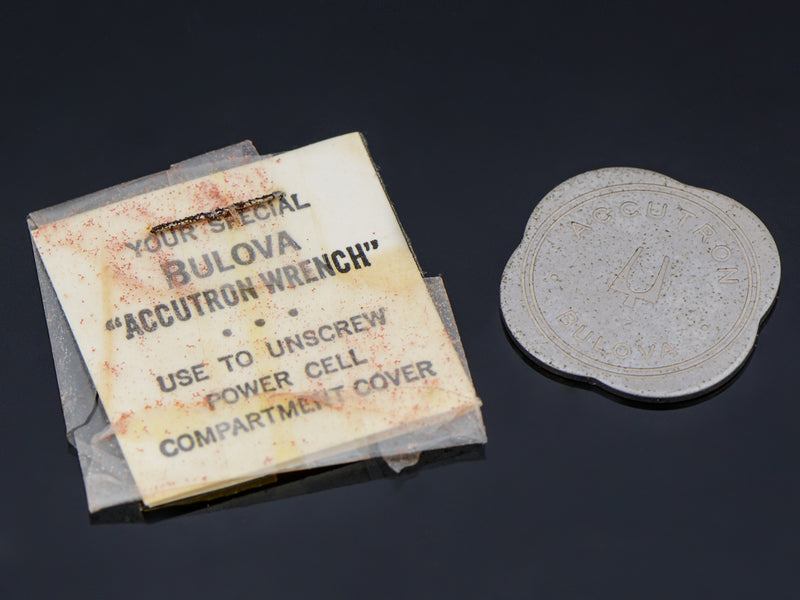 YOUR SPECIAL
BULOVA
"ACCUTRON WRENCH"
• • •
USE TO UNSCREW
POWER CELL
COMPARTMENT COVER
ACCUTRON
BULOVA